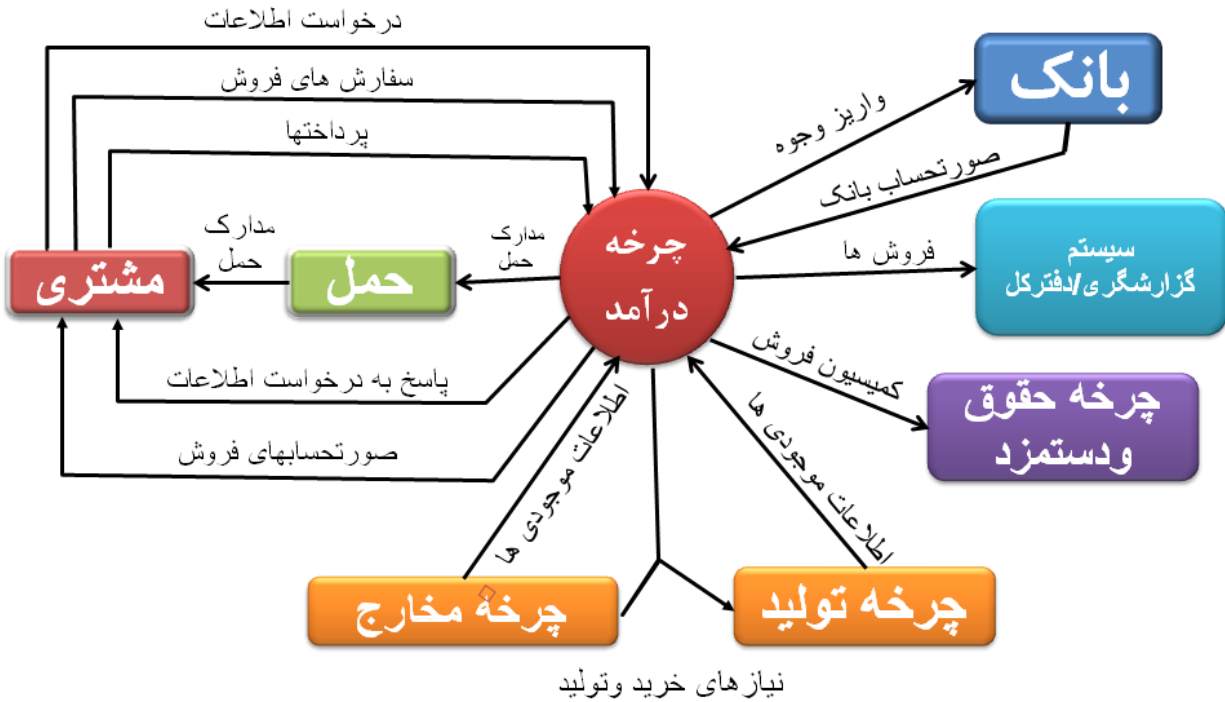 درخواست اطلاعات
سفارش های فروش
پرداختها
بانک
واریز وجوه
صورتحساب بانک
چرخه
درآمد
مدارک
حمل
مدارک
حمل
حمل
مشتری
فروش ها
سیستم
گزارشگری/دفترکل
کمیسیون فروش
چرخه حقوق
ودستمزد
پاسخ به درخواست اطلاعات
صورتحسابهای فروش
اطلاعات موجودی ها
اطلاعات موجودی ها
چرخه تولید
چرخه مخارج
نیازهای خرید وتولید